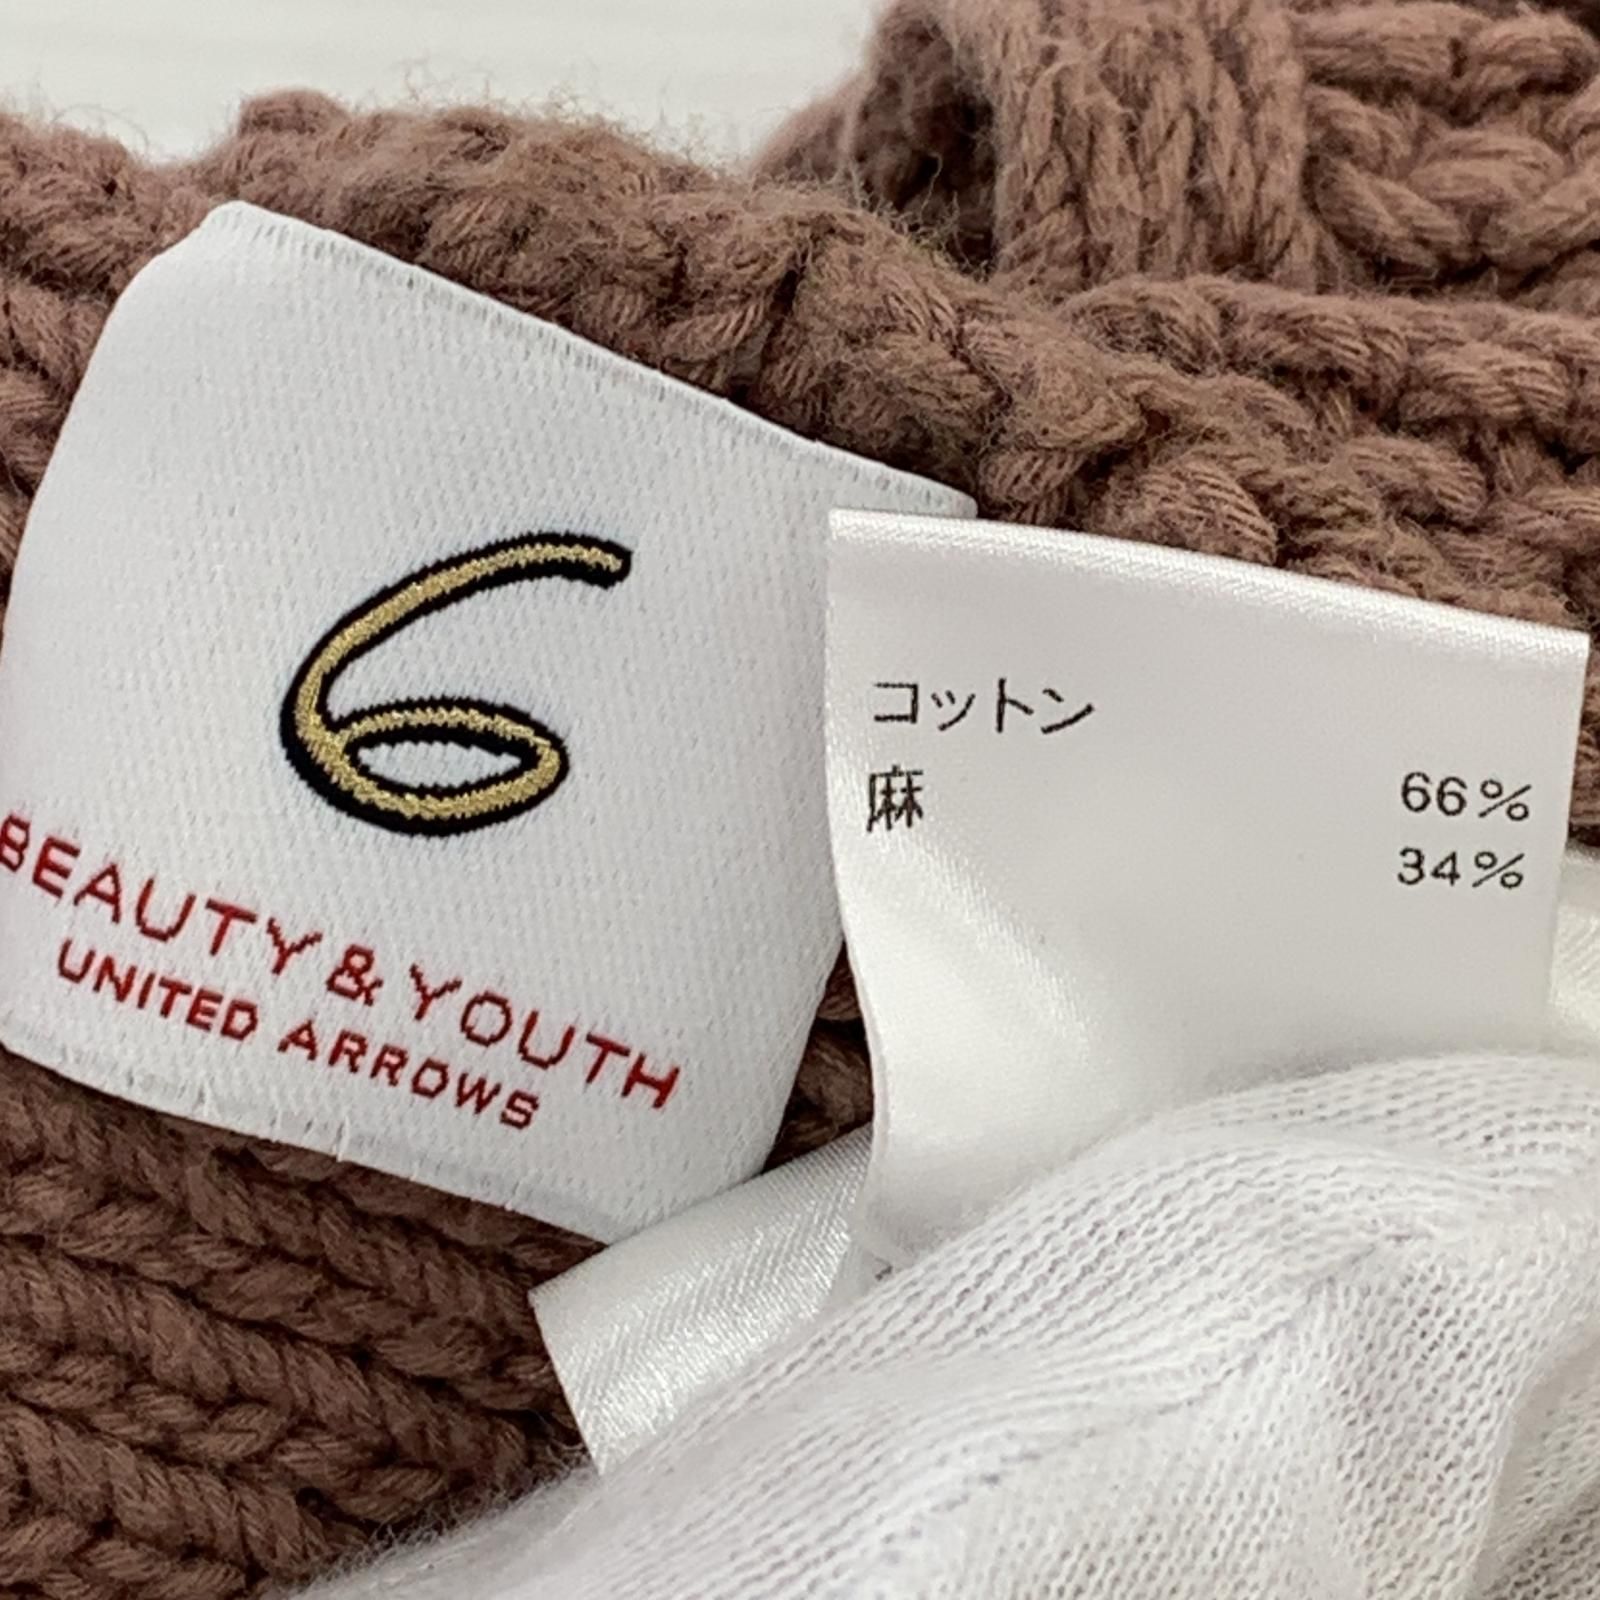 6
BEAUTY & YOUTH
UNITED ARROWS
コットン 66%
麻 34%